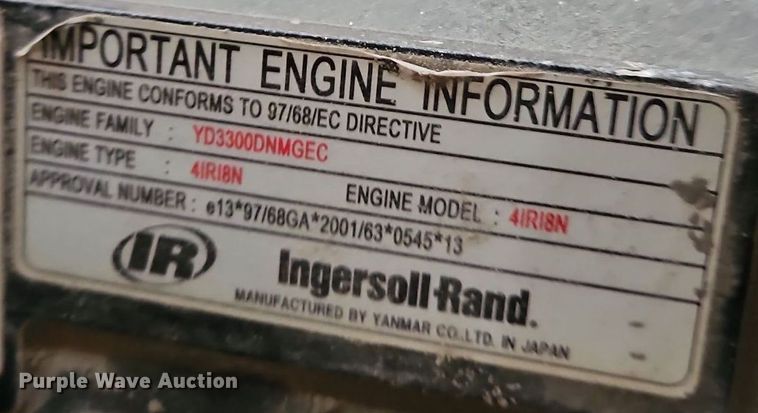 IMPORTANT ENGINE INFORMATION
THIS ENGINE CONFORMS TO 97/68/EC DIRECTIVE
ENGINE FAMILY : YD3300DNMGEC
ENGINE TYPE : 4IRI8N ENGINE MODEL : 4IRI8N
APPROVAL NUMBER : e13*97/68GA*2001/63*0545*13
IR Ingersoll-Rand.
MANUFACTURED BY YANMAR CO.,LTD. IN JAPAN
Purple Wave Auction